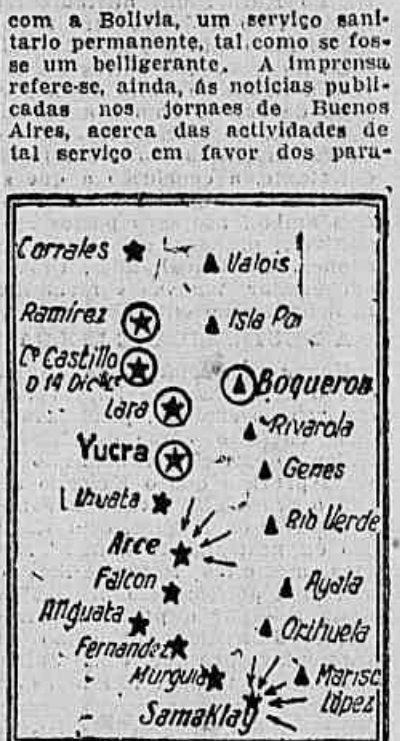 com a Bolivia, um serviço sani-
tario permanente, tal como se fos-
se um belligerante. A imprensa
refere-se, ainda, ás noticias publi-
cadas nos jornaes de Buenos
Aires, acerca das actividades de
tal serviço em favor dos para-
Corrales
Valois
Ramírez
Isla Poi
Cº Castillo
o 14 Dicbre
Boqueron
Lara
Rivarola
Yucra
Genes
Lihuata
Rio Verde
Arce
Falcon
Ayala
Añguata
Orihuela
Fernandez
Murguia
Marisc
López
Samaklay